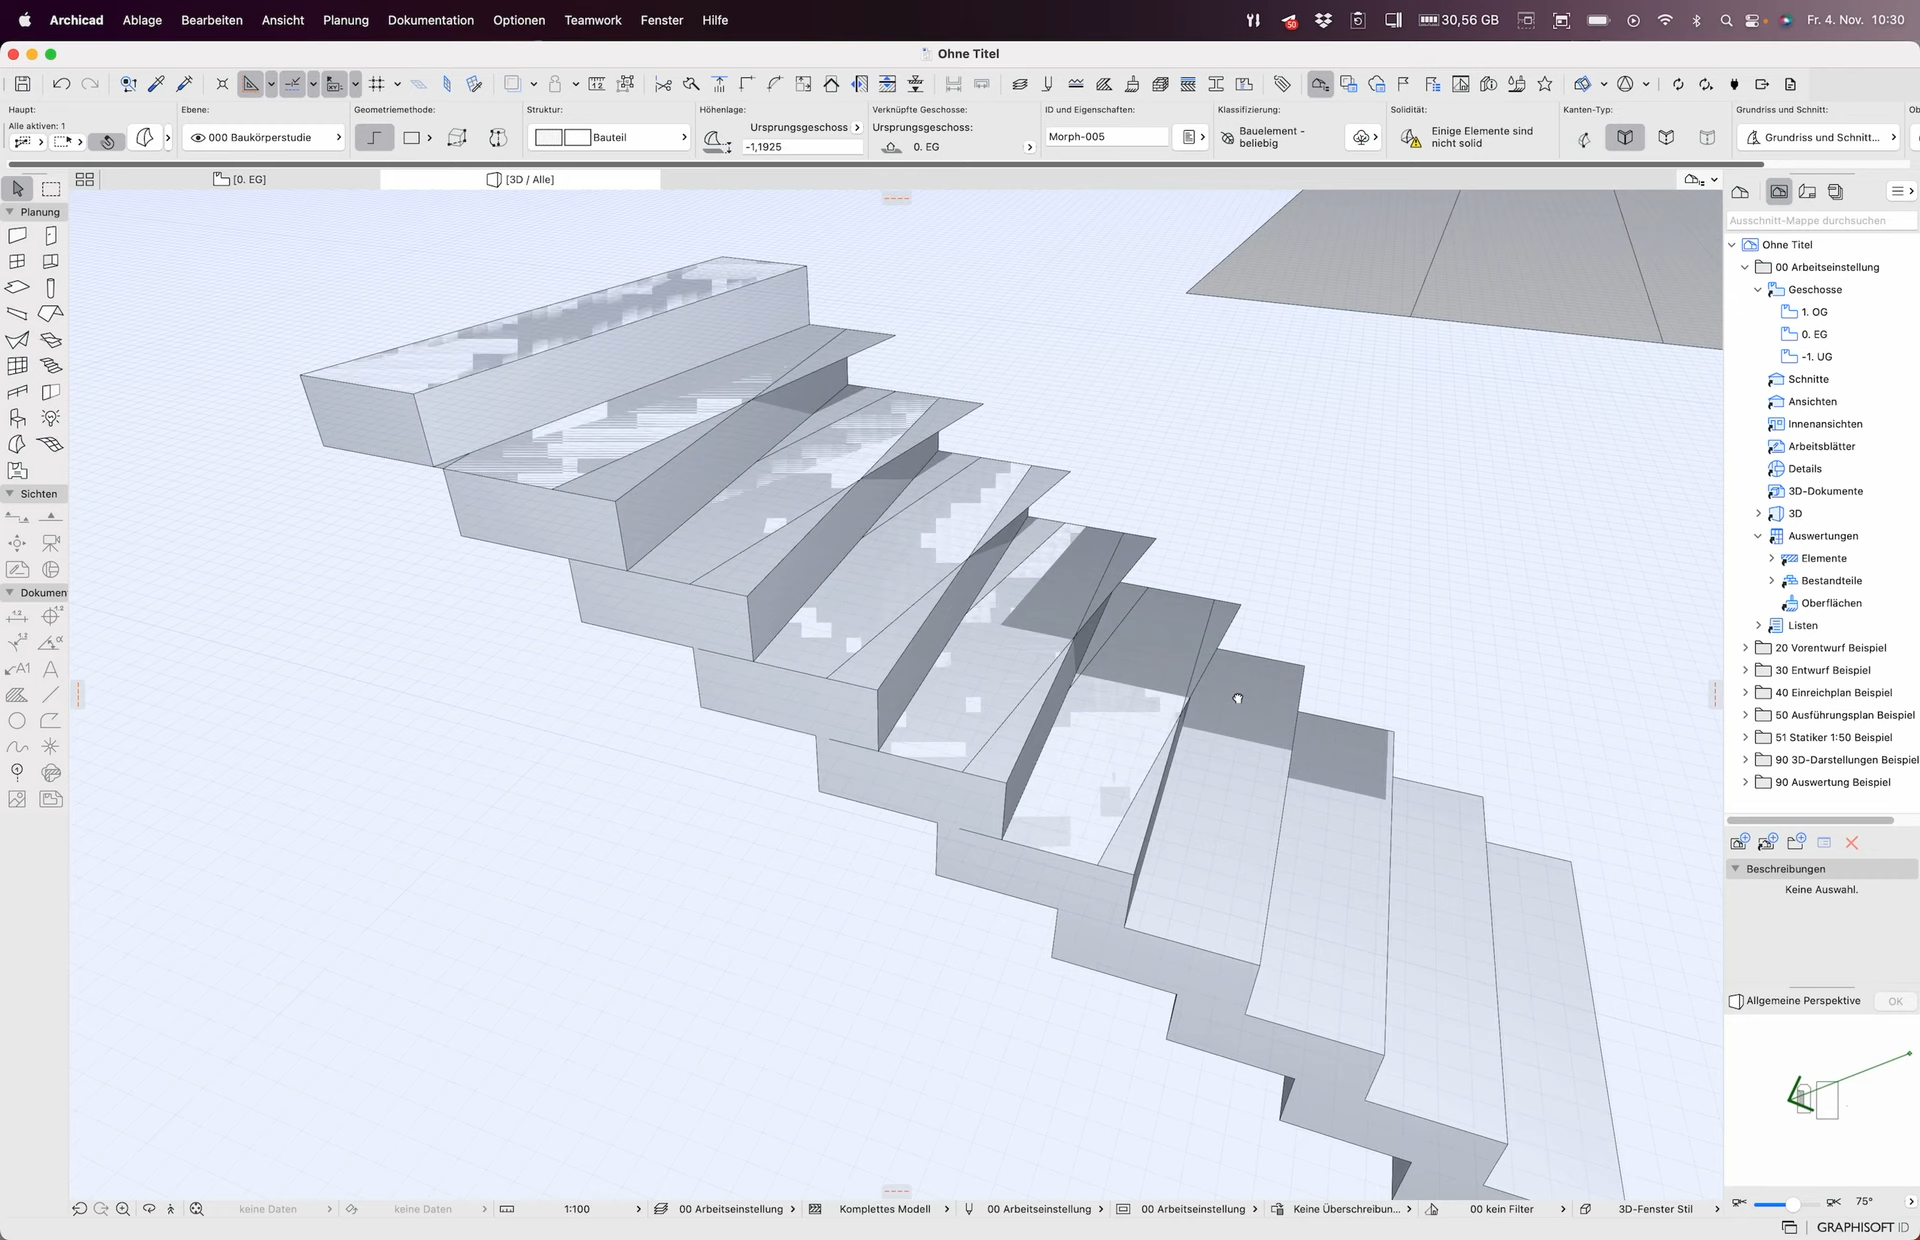 Archicad Ablage Bearbeiten Ansicht Planung Dokumentation Optionen Teamwork Fenster Hilfe 50 30,56 GB Fr. 4. Nov. 10:30
Ohne Titel
Haupt: Ebene: Geometriemethode: Struktur: Höhenlage: Verknüpfte Geschosse: ID und Eigenschaften: Klassifizierung: Solidität: Kanten-Typ: Grundriss und Schnitt: Ob
Alle aktiven: 1
000 Baukörperstudie
Bauteil
Ursprungsgeschoss
-1,1925
Ursprungsgeschoss:
0. EG
Morph-005
Bauelement -
beliebig
Einige Elemente sind
nicht solid
Grundriss und Schnitt...
[0. EG]
[3D / Alle]
Planung
Sichten
Dokumen
Ausschnitt-Mappe durchsuchen
Ohne Titel
00 Arbeitseinstellung
Geschosse
1. OG
0. EG
-1. UG
Schnitte
Ansichten
Innenansichten
Arbeitsblätter
Details
3D-Dokumente
3D
Auswertungen
Elemente
Bestandteile
Oberflächen
Listen
20 Vorentwurf Beispiel
30 Entwurf Beispiel
40 Einreichplan Beispiel
50 Ausführungsplan Beispiel
51 Statiker 1:50 Beispiel
90 3D-Darstellungen Beispiel
90 Auswertung Beispiel
Beschreibungen
Keine Auswahl.
Allgemeine Perspektive OK
75°
keine Daten keine Daten 1:100 00 Arbeitseinstellung Komplettes Modell 00 Arbeitseinstellung 00 Arbeitseinstellung Keine Überschreibun... 00 kein Filter 3D-Fenster Stil
GRAPHISOFT ID